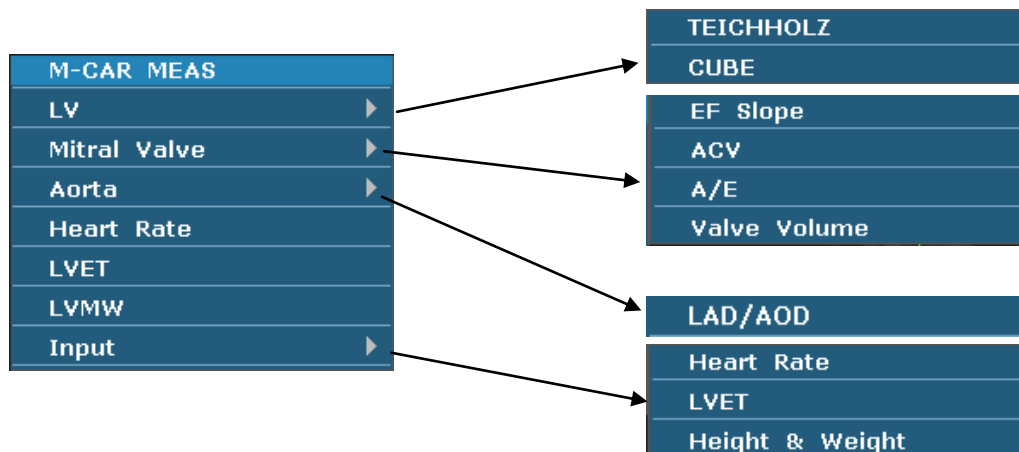 M-CAR MEAS
LV
Mitral Valve
Aorta
Heart Rate
LVET
LVMW
Input
TEICHHOLZ
CUBE
EF Slope
ACV
A/E
Valve Volume
LAD/AOD
Heart Rate
LVET
Height & Weight